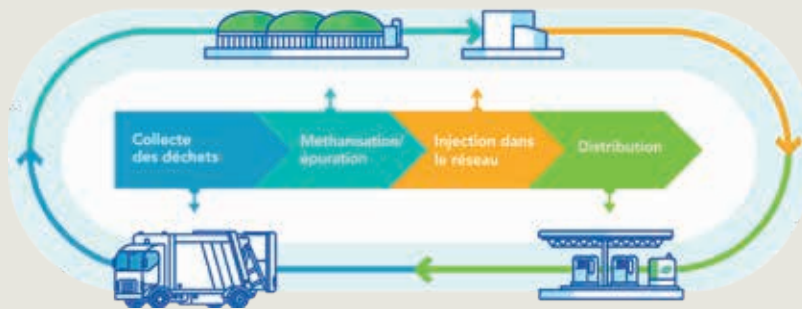 Collecte
des déchets
Méthanisation/
épuration
Injection dans
le réseau
Distribution